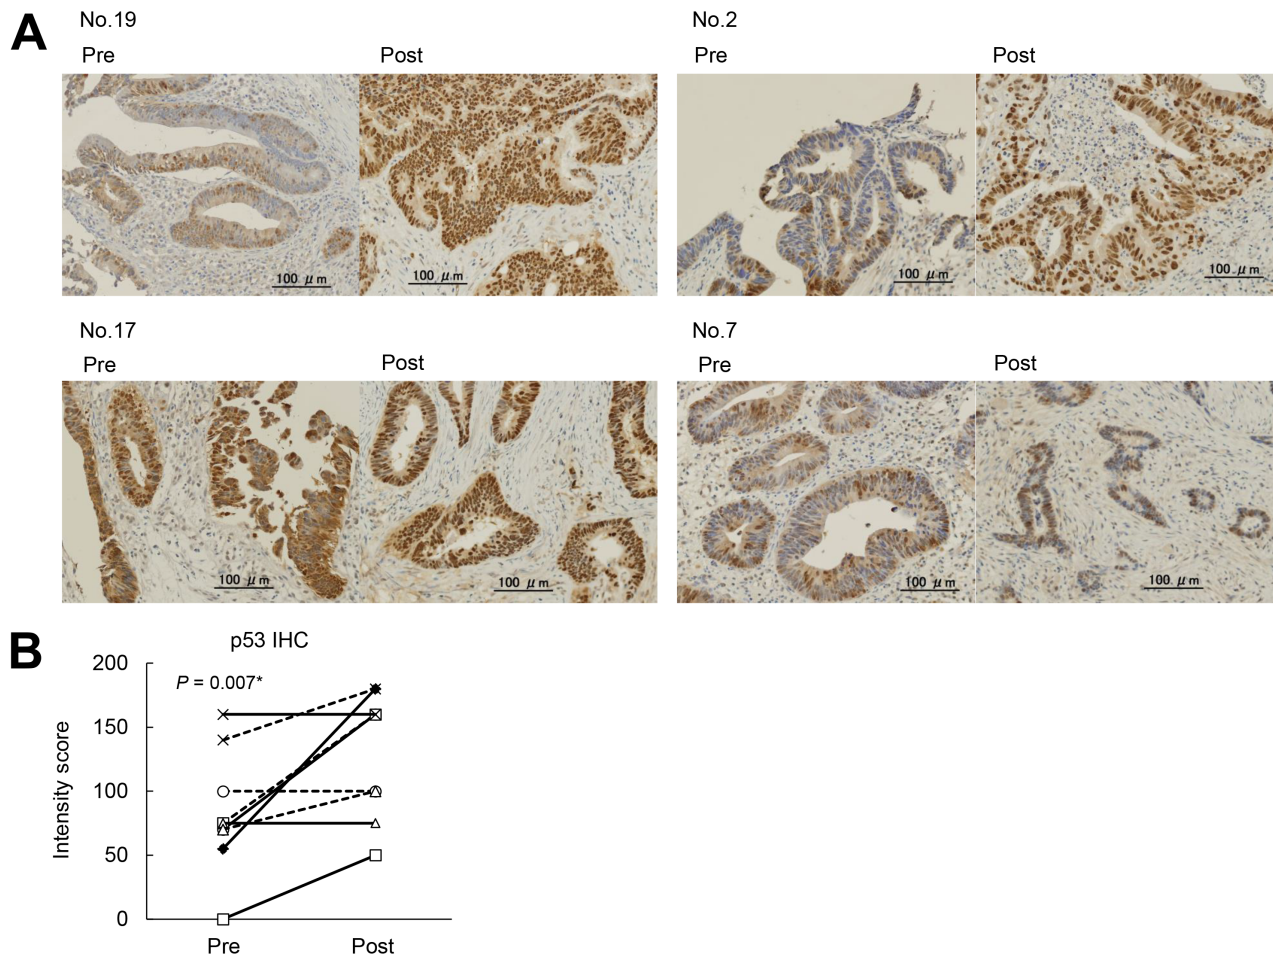 A
No.19
No.2
Pre
Post
Pre
Post
100 μm
100 μm
100 μm
100 μm
No.17
No.7
Pre
Post
Pre
Post
100 μm
100 μm
100 μm
100 μm
B
p53 IHC
200
P = 0.007*
150
100
50
0
Intensity score
Pre
Post